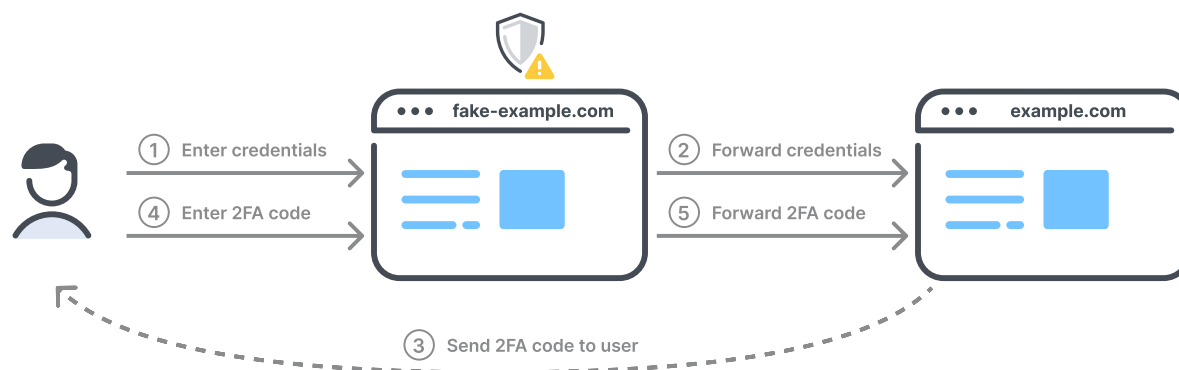 fake-example.com
example.com
1 Enter credentials
2 Forward credentials
4 Enter 2FA code
5 Forward 2FA code
3 Send 2FA code to user